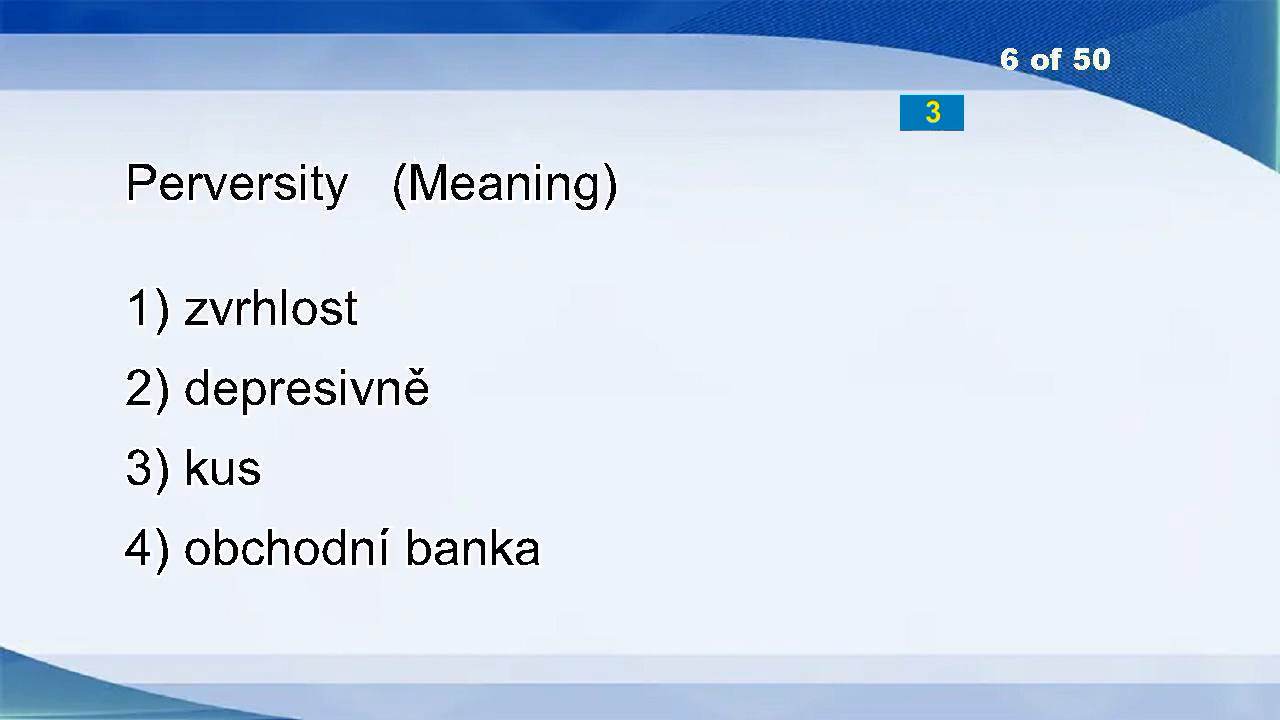 6 of 50
3
Perversity (Meaning)
1) zvrhlost
2) depresivně
3) kus
4) obchodní banka